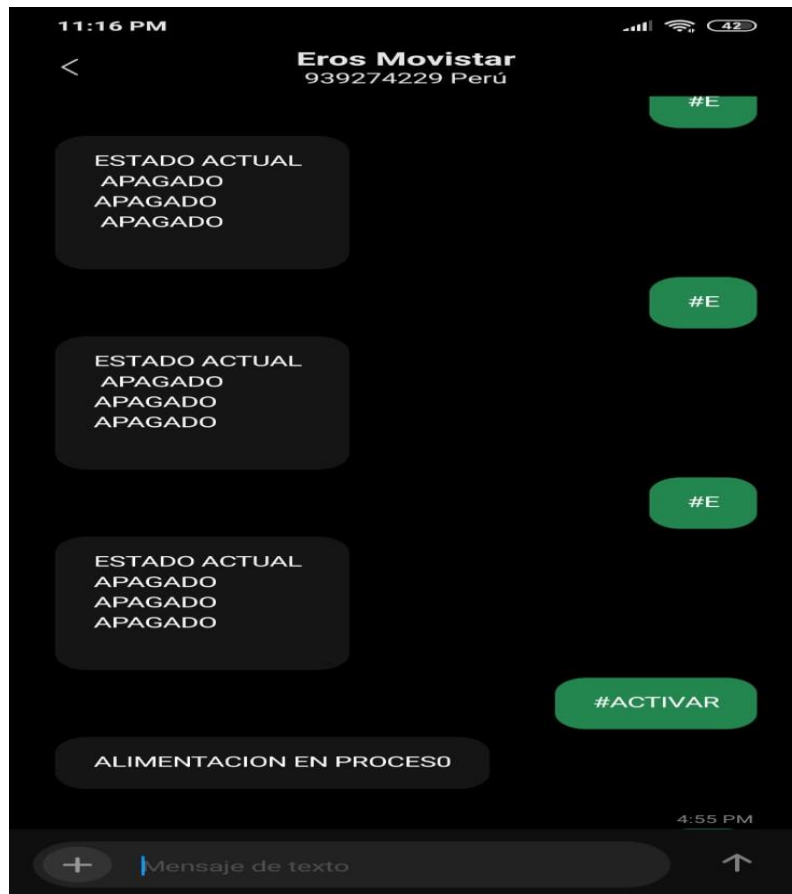 11:16 PM
42
Eros Movistar
939274229 Perú
#E
ESTADO ACTUAL
APAGADO
APAGADO
APAGADO
#E
ESTADO ACTUAL
APAGADO
APAGADO
APAGADO
#E
ESTADO ACTUAL
APAGADO
APAGADO
APAGADO
#ACTIVAR
ALIMENTACION EN PROCES0
4:55 PM
Mensaje de texto